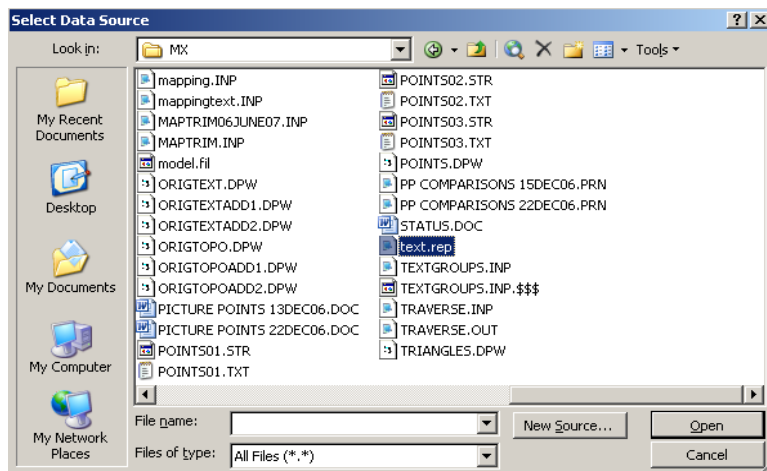 Select Data Source
Look in:
MX
Tools
My Recent
Documents
Desktop
My Documents
My Computer
My Network
Places
mapping.INP
mappingtext.INP
MAPTRIM06JUNE07.INP
MAPTRIM.INP
model.fil
ORIGTEXT.DPW
ORIGTEXTADD1.DPW
ORIGTEXTADD2.DPW
ORIGTOPO.DPW
ORIGTOPOADD1.DPW
ORIGTOPOADD2.DPW
PICTURE POINTS 13DEC06.DOC
PICTURE POINTS 22DEC06.DOC
POINTS01.STR
POINTS01.TXT
POINTS02.STR
POINTS02.TXT
POINTS03.STR
POINTS03.TXT
POINTS.DPW
PP COMPARISONS 15DEC06.PRN
PP COMPARISONS 22DEC06.PRN
STATUS.DOC
text.rep
TEXTGROUPS.INP
TEXTGROUPS.INP.$$$
TRAVERSE.INP
TRAVERSE.OUT
TRIANGLES.DPW
File name:
New Source...
Open
Files of type:
All Files (*.*)
Cancel